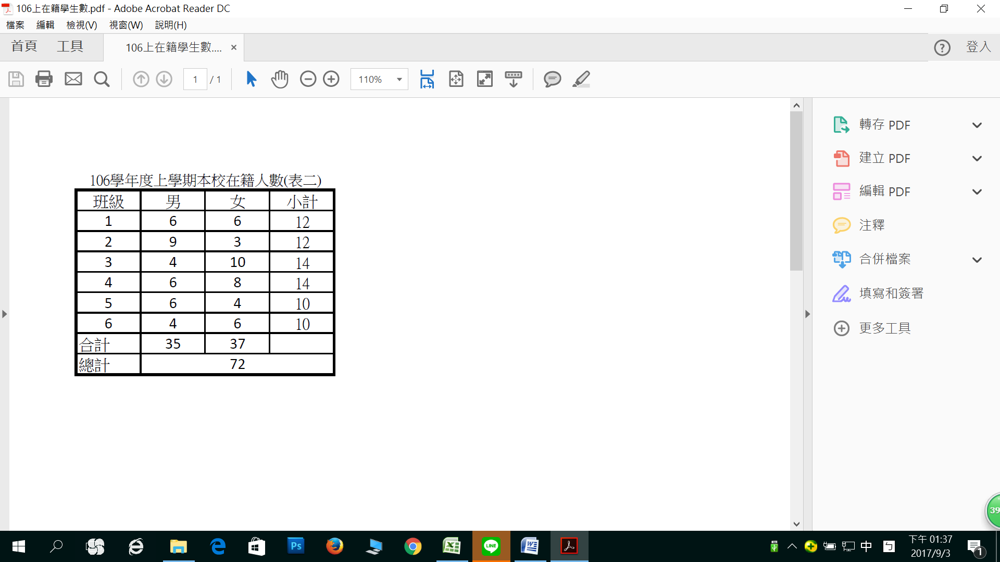 106上在籍學生數.pdf - Adobe Acrobat Reader DC
檔案 編輯 檢視(V) 視窗(W) 說明(H)
首頁 工具 106上在籍學生數.... × ? 登入
1 / 1 110%
106學年度上學期本校在籍人數(表二)
班級 男 女 小計
1 6 6 12
2 9 3 12
3 4 10 14
4 6 8 14
5 6 4 10
6 4 6 10
合計 35 37
總計 72
轉存 PDF
建立 PDF
編輯 PDF
注釋
合併檔案
填寫和簽署
更多工具
39
Ps LINE 中 ㄅ 下午 01:37
2017/9/3 1